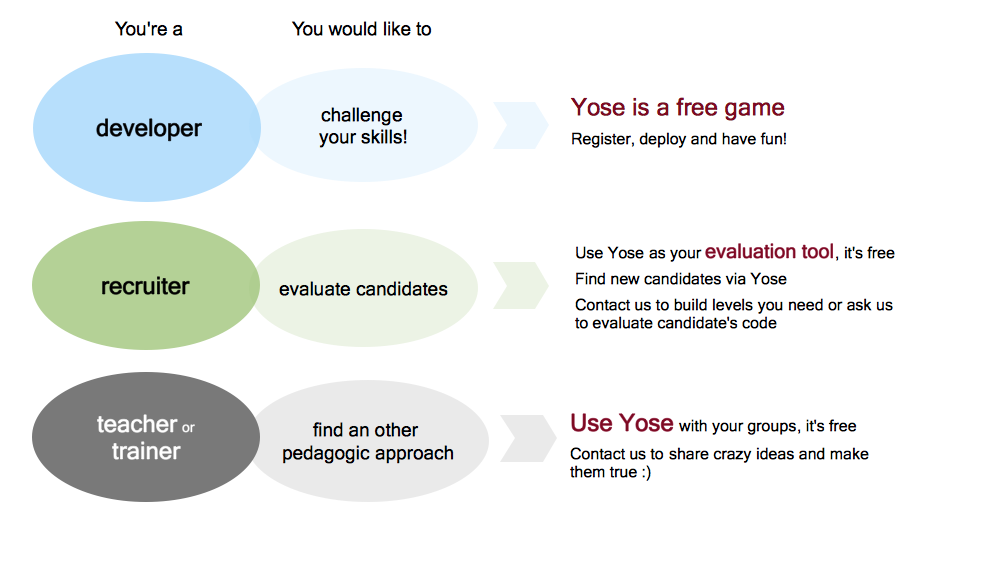 You're a
You would like to
developer
challenge
your skills!
Yose is a free game
Register, deploy and have fun!
recruiter
evaluate candidates
Use Yose as your evaluation tool, it's free
Find new candidates via Yose
Contact us to build levels you need or ask us
to evaluate candidate's code
teacher or
trainer
find an other
pedagogic approach
Use Yose with your groups, it's free
Contact us to share crazy ideas and make
them true :)